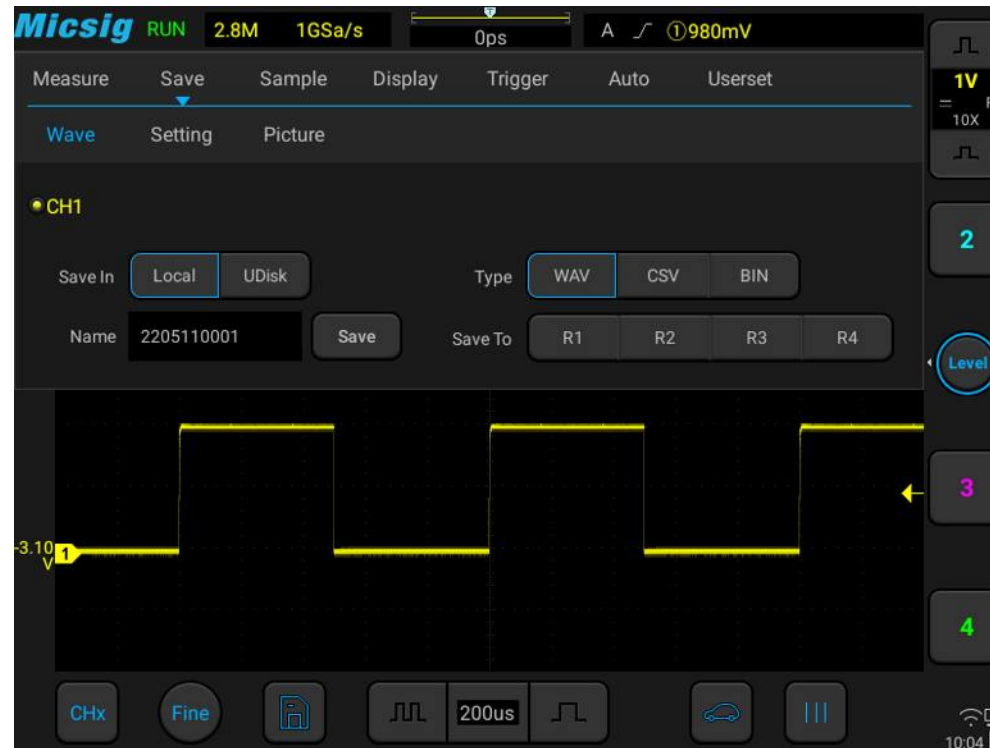 Micsig RUN 2.8M 1GSa/s T 0ps A ①980mV
Measure Save Sample Display Trigger Auto Userset
Wave Setting Picture
1V
10X
CH1
2
Save In Local UDisk Type WAV CSV BIN
Name 2205110001 Save Save To R1 R2 R3 R4
Level
3
-3.10
V
1
4
CHx Fine 200us
10:04